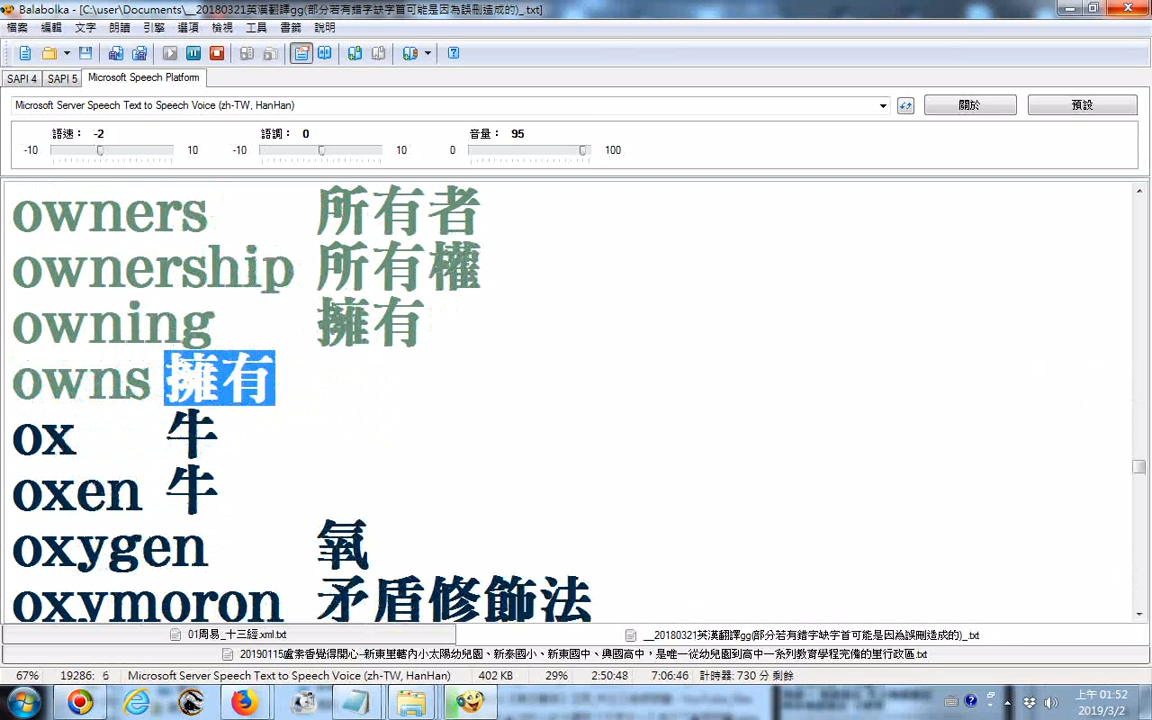 Balabolka - [C:\user\Documents\__20180321英漢翻譯gg(部分若有錯字缺字首可能是因為誤刪造成的)_.txt]
檔案 編輯 文字 朗讀 引擎 選項 檢視 工具 書籤 說明
SAPI 4 SAPI 5 Microsoft Speech Platform
Microsoft Server Speech Text to Speech Voice (zh-TW, HanHan) 關於 預設
語速： -2 語調： 0 音量： 95
-10 10 -10 10 0 100
owners 所有者
ownership 所有權
owning 擁有
owns 擁有
ox 牛
oxen 牛
oxygen 氧
oxymoron 矛盾修飾法
01周易_十三經.xml.txt __20180321英漢翻譯gg(部分若有錯字缺字首可能是因為誤刪造成的)_.txt
20190115盧素香覺得開心─新東里轄內小太陽幼兒園、新泰國小、新東國中、興國高中，是唯一從幼兒園到高中一系列教育學程完備的里行政區.txt
67% 19286: 6 Microsoft Server Speech Text to Speech Voice (zh-TW, HanHan) 402 KB 29% 2:50:48 7:06:46 計時器: 730 分 剩餘
上午 01:52
2019/3/2